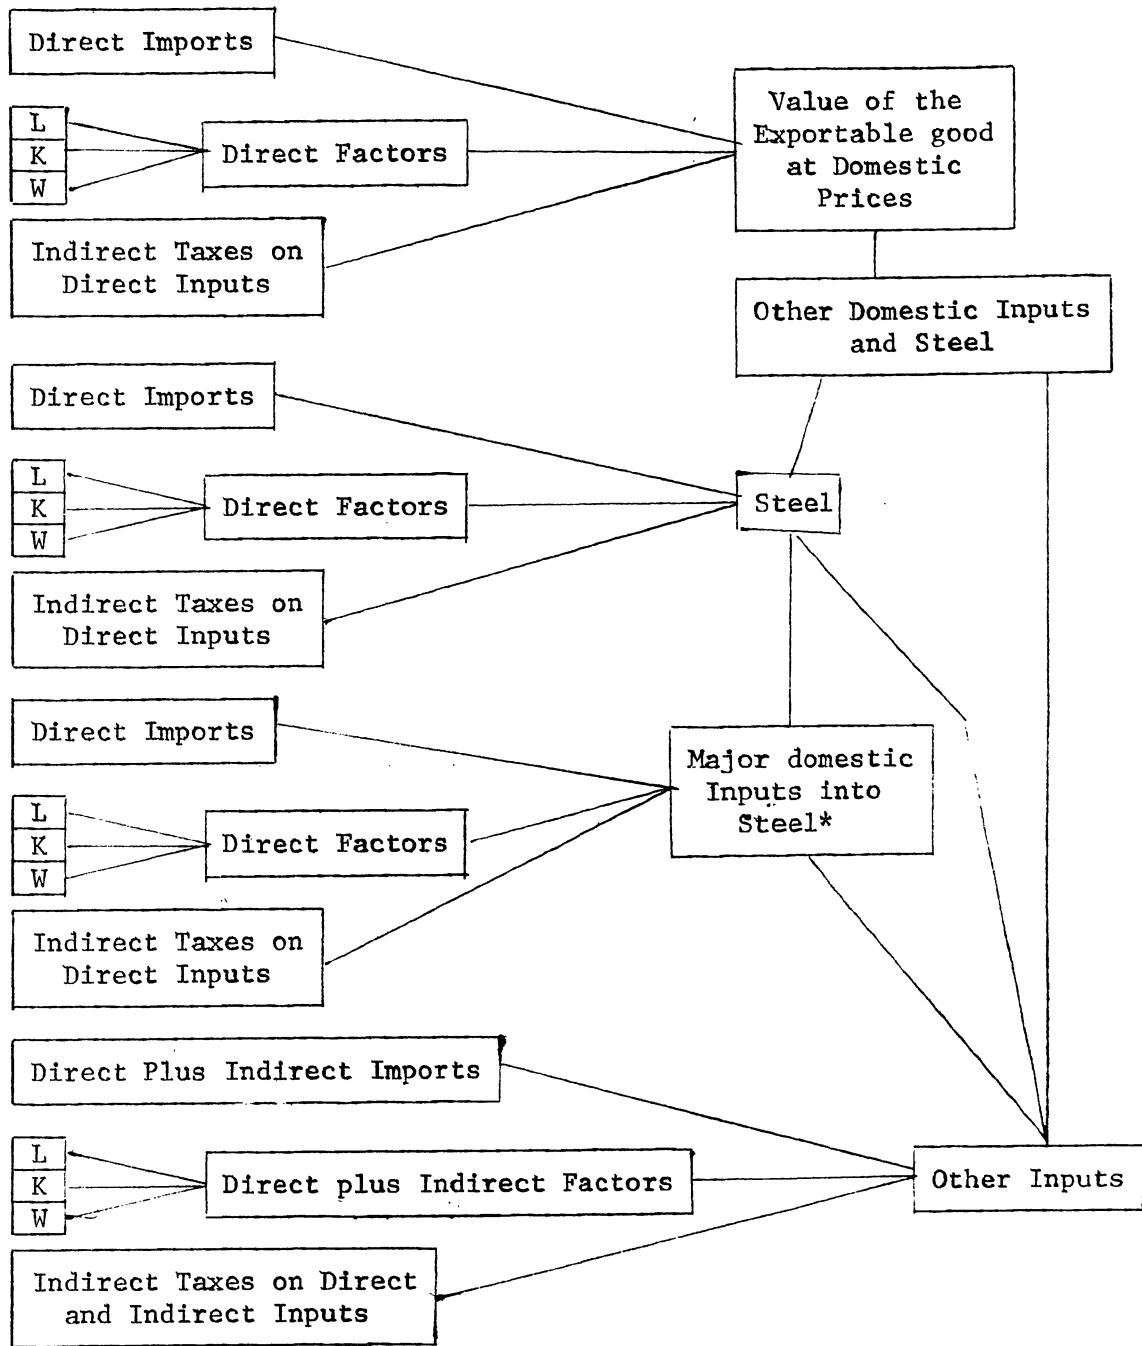 Direct Imports
Value of the
Exportable good
at Domestic
Prices
L
K
W
Direct Factors
Indirect Taxes on
Direct Inputs
Other Domestic Inputs
and Steel
Direct Imports
L
K
W
Direct Factors
Steel
Indirect Taxes on
Direct Inputs
Direct Imports
Major domestic
Inputs into
Steel*
L
K
W
Direct Factors
Indirect Taxes on
Direct Inputs
Direct Plus Indirect Imports
L
K
W
Direct plus Indirect Factors
Other Inputs
Indirect Taxes on Direct
and Indirect Inputs